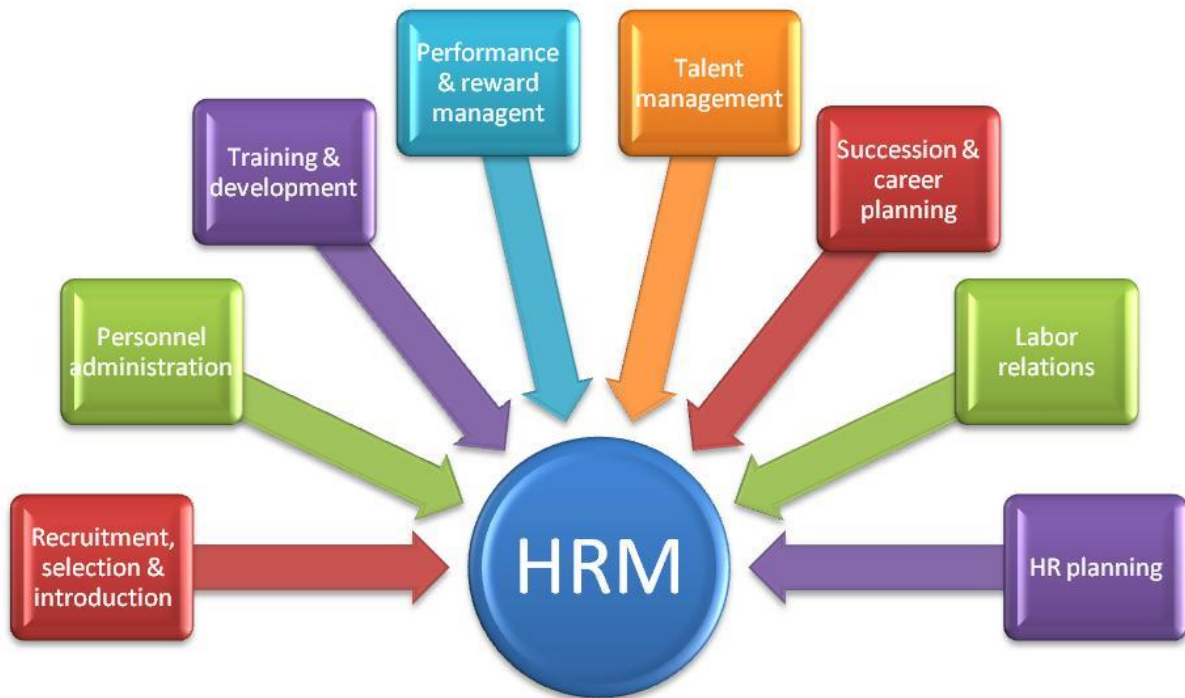 Performance
& reward
managent
Talent
management
Training &
development
Succession &
career
planning
Personnel
administration
Labor
relations
Recruitment,
selection &
introduction
HRM
HR planning